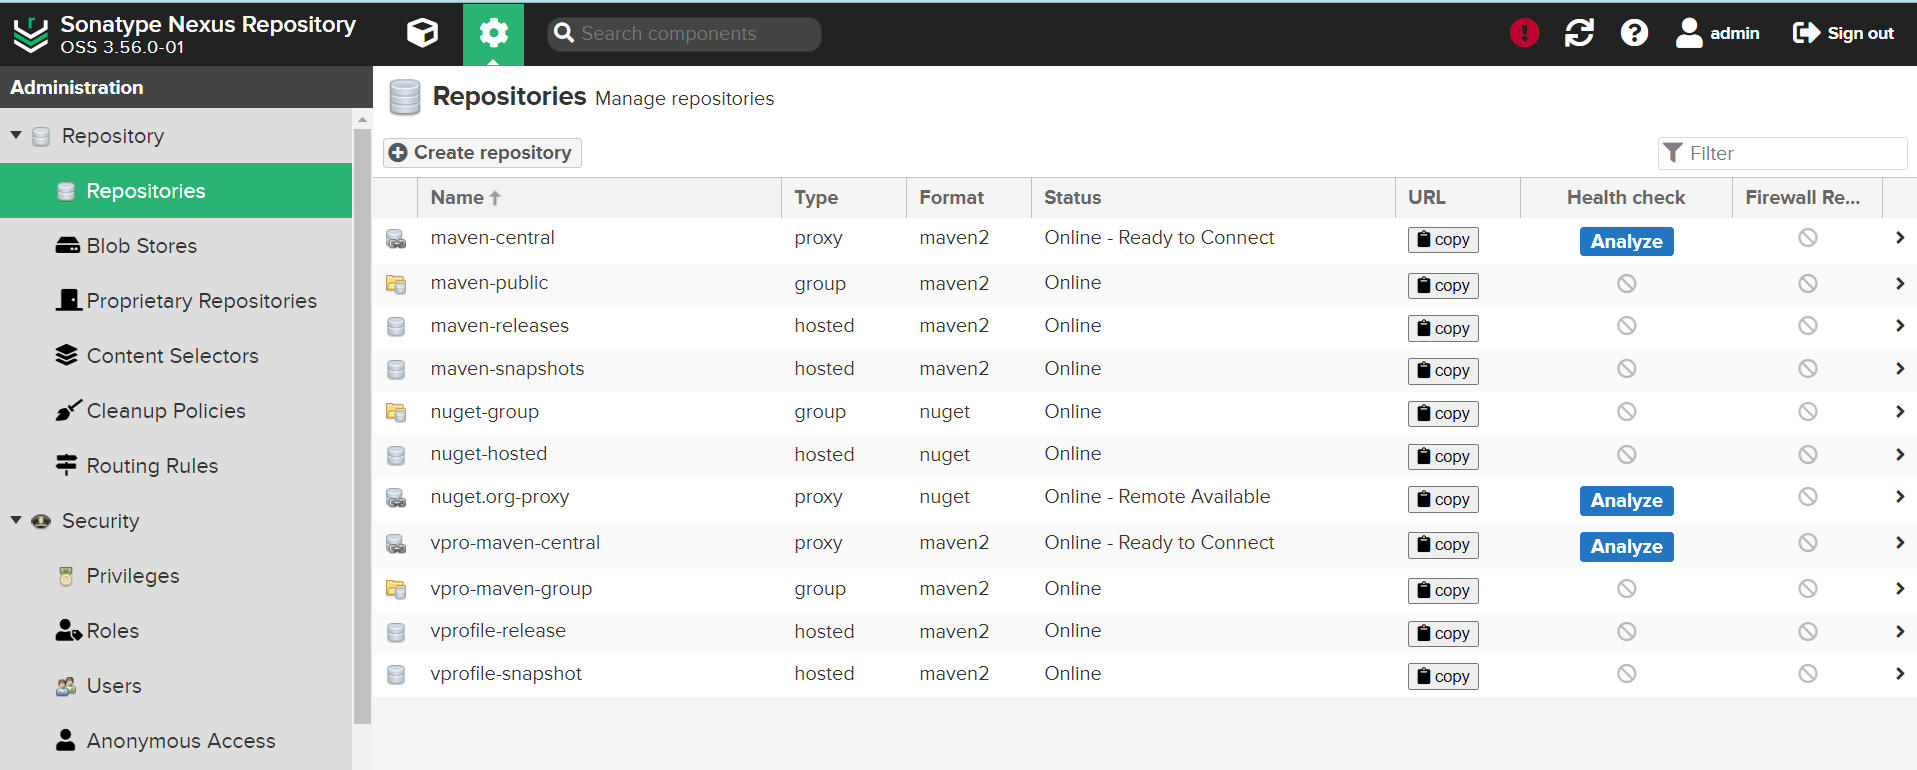 Sonatype Nexus Repository
OSS 3.56.0-01
Search components
admin
Sign out
Administration
Repository
Repositories
Blob Stores
Proprietary Repositories
Content Selectors
Cleanup Policies
Routing Rules
Security
Privileges
Roles
Users
Anonymous Access
Repositories Manage repositories
Create repository
Filter
Name Type Format Status URL Health check Firewall Re...
maven-central proxy maven2 Online - Ready to Connect copy Analyze
maven-public group maven2 Online copy
maven-releases hosted maven2 Online copy
maven-snapshots hosted maven2 Online copy
nuget-group group nuget Online copy
nuget-hosted hosted nuget Online copy
nuget.org-proxy proxy nuget Online - Remote Available copy Analyze
vpro-maven-central proxy maven2 Online - Ready to Connect copy Analyze
vpro-maven-group group maven2 Online copy
vprofile-release hosted maven2 Online copy
vprofile-snapshot hosted maven2 Online copy